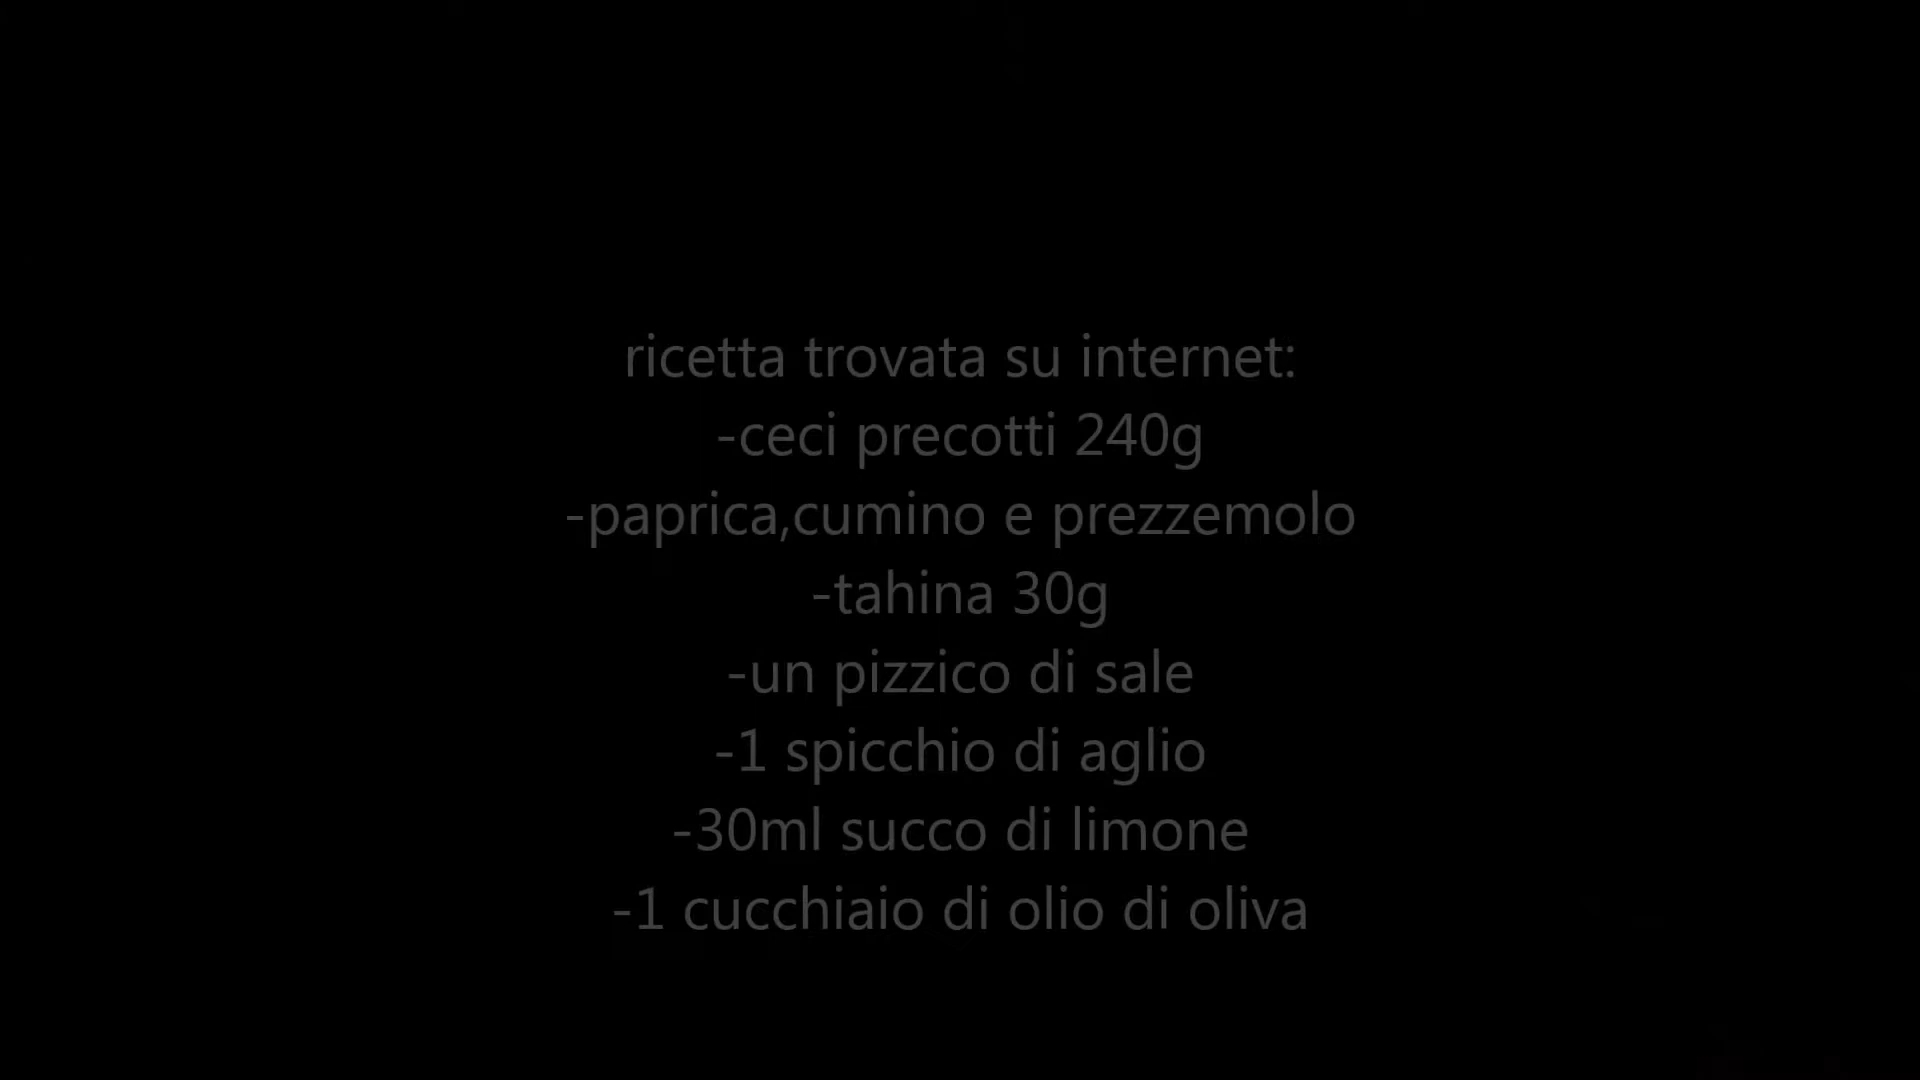 ricetta trovata su internet:
-ceci precotti 240g
-paprica,cumino e prezzemolo
-tahina 30g
-un pizzico di sale
-1 spicchio di aglio
-30ml succo di limone
-1 cucchiaio di olio di oliva